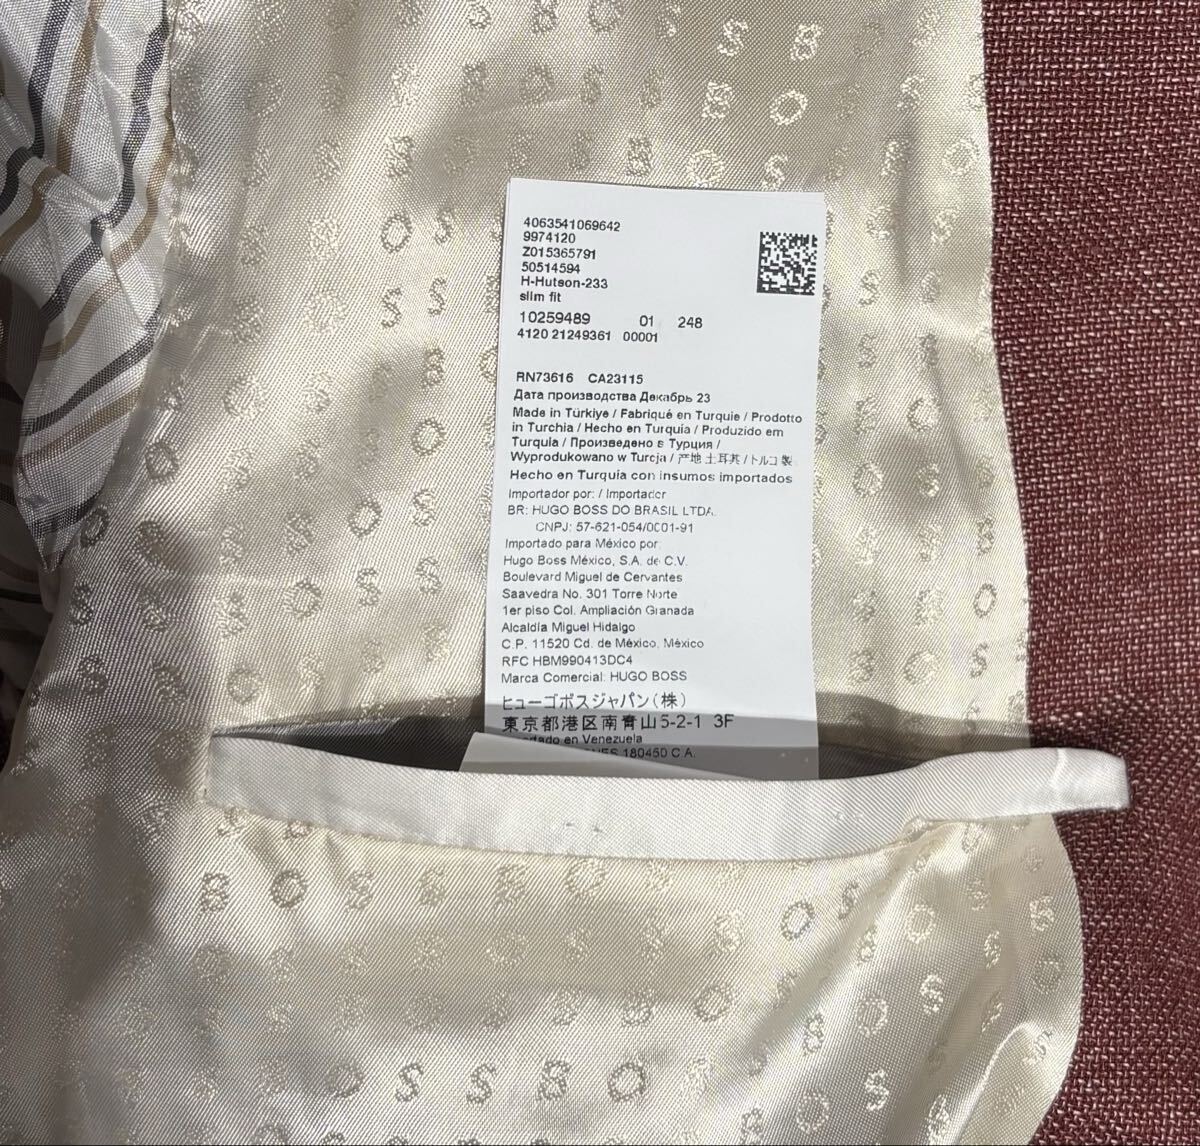 4063541069642
9974120
Z015365791
50514594
H-Hutson-233
slim fit
10259489 01 248
4120 21249361 00001
RN73616 CA23115
Дата производства Декабрь 23
Made in Türkiye / Fabriqué en Turquie / Prodotto
in Turchia / Hecho en Turquía / Produzido em
Turquia / Произведено в Турция /
Wyprodukowano w Turcja / 产地 土耳其 / トルコ製
Hecho en Turquía con insumos importados
Importador por: / Importador
BR: HUGO BOSS DO BRASIL LTDA.
CNPJ: 57-621-054/0001-91
Importado para México por:
Hugo Boss México, S.A. de C.V.
Boulevard Miguel de Cervantes
Saavedra No. 301 Torre Norte
1er piso Col. Ampliación Granada
Alcaldía Miguel Hidalgo
C.P. 11520 Cd. de México, México
RFC HBM990413DC4
Marca Comercial: HUGO BOSS
ヒューゴボスジャパン(株)
東京都港区南青山5-2-1 3F
en Venezuela
180450 C.A.
BOSS